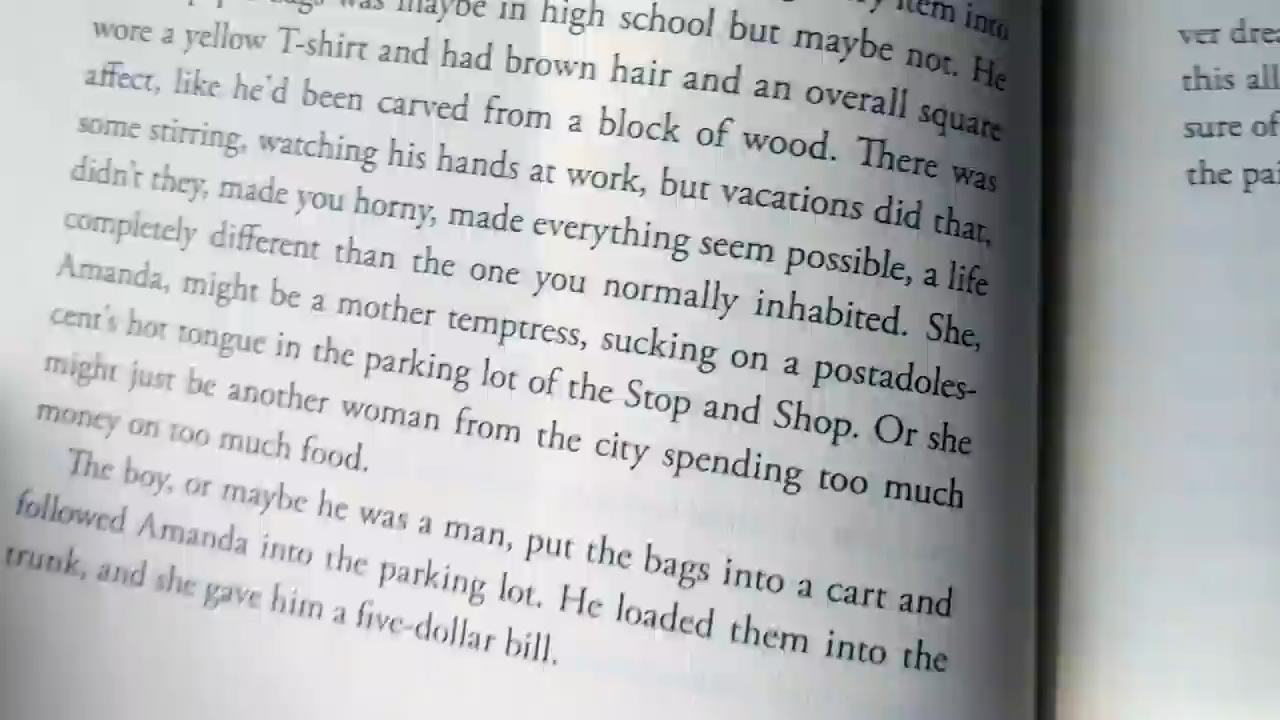 item into
bags was maybe in high school but maybe not. He
wore a yellow T-shirt and had brown hair and an overall square
affect, like he'd been carved from a block of wood. There was
some stirring, watching his hands at work, but vacations did that,
didn't they, made you horny, made everything seem possible, a life
completely different than the one you normally inhabited. She,
Amanda, might be a mother temptress, sucking on a postadoles-
cent's hot tongue in the parking lot of the Stop and Shop. Or she
might just be another woman from the city spending too much
money on too much food.
The boy, or maybe he was a man, put the bags into a cart and
followed Amanda into the parking lot. He loaded them into the
trunk, and she gave him a five-dollar bill.
ver
this all
sure of
the